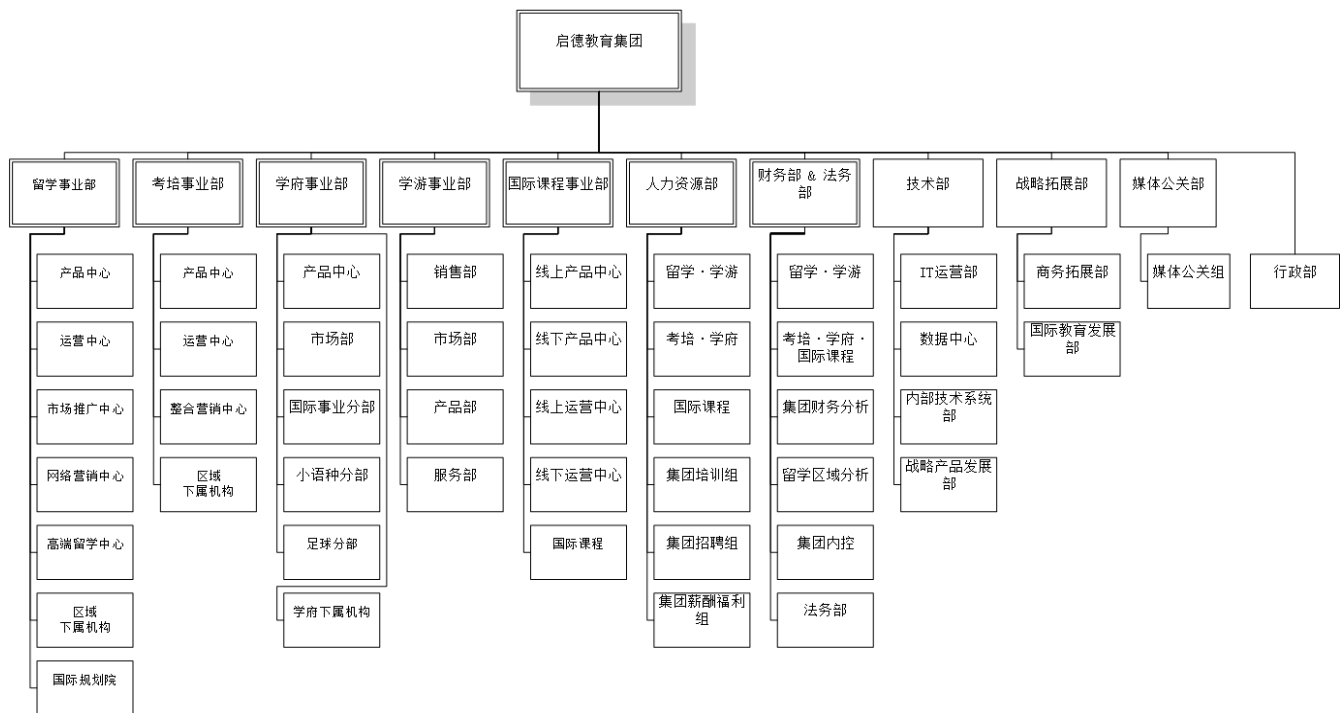 启德教育集团
留学事业部
考培事业部
学府事业部
学游事业部
国际课程事业部
人力资源部
财务部 & 法务
部
技术部
战略拓展部
媒体公关部
产品中心
产品中心
产品中心
销售部
线上产品中心
留学·学游
留学·学游
IT运营部
商务拓展部
媒体公关组
行政部
运营中心
运营中心
市场部
市场部
线下产品中心
考培·学府
考培·学府·
国际课程
数据中心
国际教育发展
部
市场推广中心
整合营销中心
国际事业分部
产品部
线上运营中心
国际课程
集团财务分析
内部技术系统
部
网络营销中心
区域
下属机构
小语种分部
服务部
线下运营中心
集团培训组
留学区域分析
战略产品发展
部
高端留学中心
足球分部
国际课程
集团招聘组
集团内控
区域
下属机构
学府下属机构
集团薪酬福利
组
法务部
国际规划院